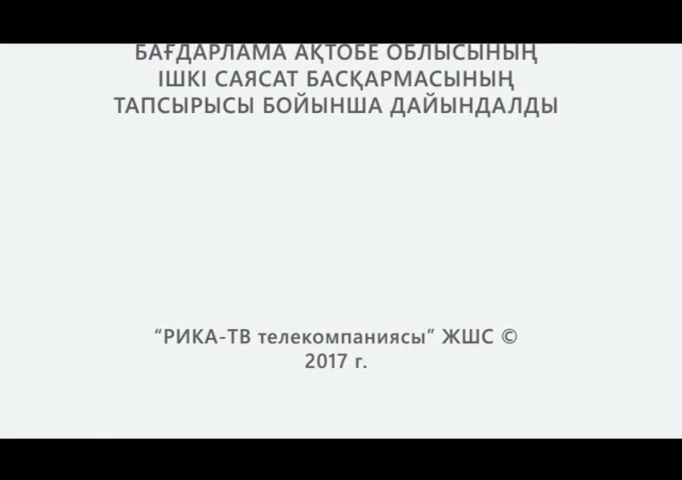 БАҒДАРЛАМА АҚТӨБЕ ОБЛЫСЫНЫҢ
ІШКІ САЯСАТ БАСҚАРМАСЫНЫҢ
ТАПСЫРЫСЫ БОЙЫНША ДАЙЫНДАЛДЫ
“РИКА-ТВ телекомпаниясы” ЖШС ©
2017 г.